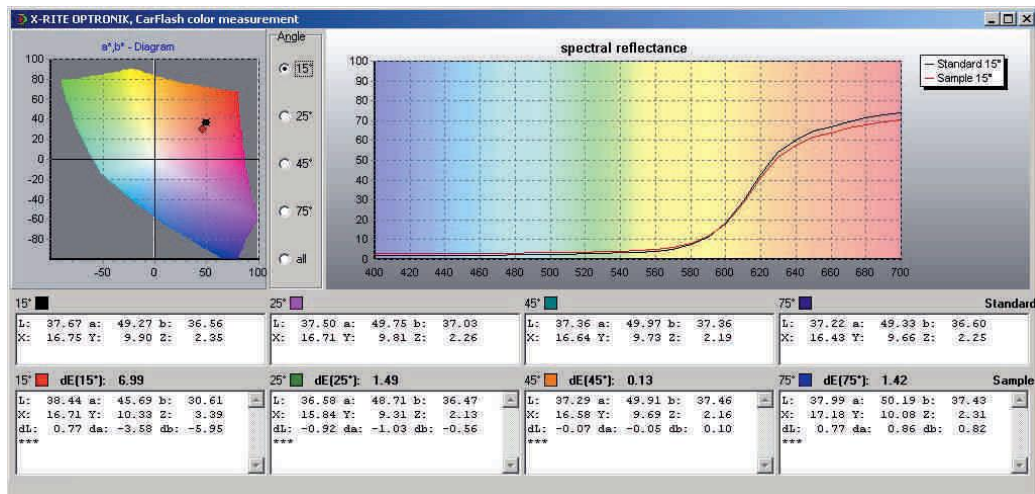 X-RITE OPTRONIK, CarFlash color measurement
a*,b* - Diagram
100
80
60
40
20
0
-20
-40
-60
-80
-50 0 50 100
Angle
15°
25°
45°
75°
all
spectral reflectance
100
90
80
70
60
50
40
30
20
10
0
400 420 440 460 480 500 520 540 560 580 600 620 640 660 680 700
Standard 15°
Sample 15°
15° 25° 45° 75° Standard
L: 37.67 a: 49.27 b: 36.56
X: 16.75 Y: 9.90 Z: 2.35
L: 37.50 a: 49.75 b: 37.03
X: 16.71 Y: 9.81 Z: 2.26
L: 37.36 a: 49.97 b: 37.36
X: 16.64 Y: 9.73 Z: 2.19
L: 37.22 a: 49.33 b: 36.60
X: 16.43 Y: 9.66 Z: 2.25
15° dE(15°): 6.99 25° dE(25°): 1.49 45° dE(45°): 0.13 75° dE(75°): 1.42 Sample
L: 38.44 a: 45.69 b: 30.61
X: 16.71 Y: 10.33 Z: 3.39
dL: 0.77 da: -3.58 db: -5.95
***
L: 36.58 a: 48.71 b: 36.47
X: 15.84 Y: 9.31 Z: 2.13
dL: -0.92 da: -1.03 db: -0.56
***
L: 37.29 a: 49.91 b: 37.46
X: 16.58 Y: 9.69 Z: 2.16
dL: -0.07 da: -0.05 db: 0.10
***
L: 37.99 a: 50.19 b: 37.43
X: 17.18 Y: 10.08 Z: 2.31
dL: 0.77 da: 0.86 db: 0.82
***